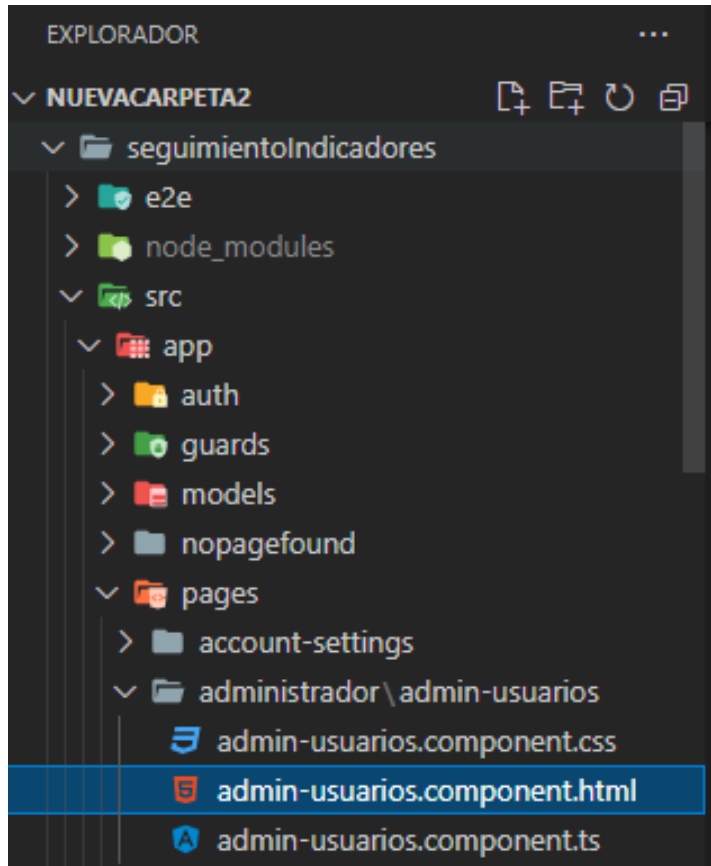 EXPLORADOR
NUEVACARPETA2
seguimientoIndicadores
e2e
node_modules
src
app
auth
guards
models
nopagefound
pages
account-settings
administrador\admin-usuarios
admin-usuarios.component.css
admin-usuarios.component.html
admin-usuarios.component.ts